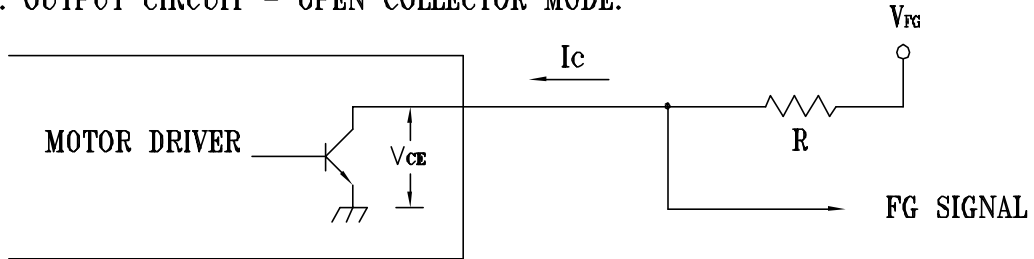 . OUTPUT CIRCUIT – OPEN COLLECTOR MODE:
VFG
Ic
MOTOR DRIVER
VCE
R
FG SIGNAL